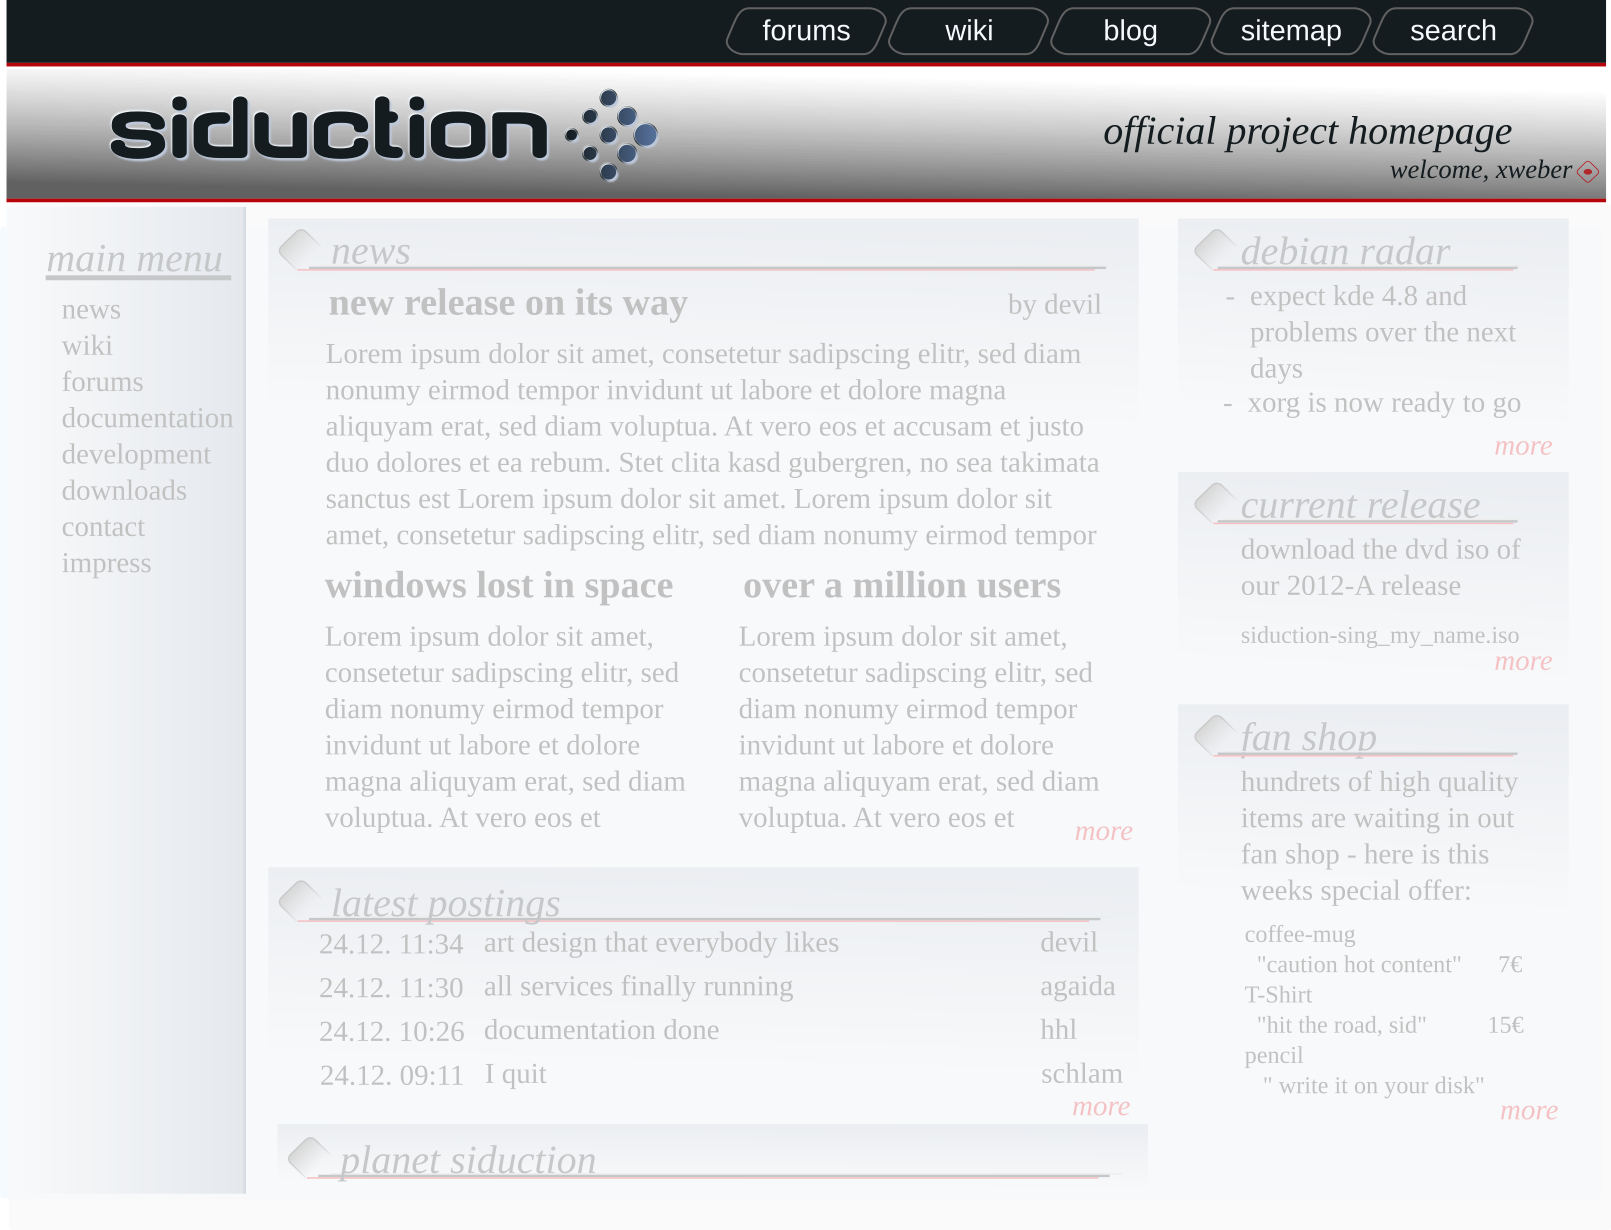 forums wiki blog sitemap search
siduction
official project homepage
welcome, xweber
main menu
news
wiki
forums
documentation
development
downloads
contact
impress
news
new release on its way by devil
Lorem ipsum dolor sit amet, consetetur sadipscing elitr, sed diam
nonumy eirmod tempor invidunt ut labore et dolore magna
aliquyam erat, sed diam voluptua. At vero eos et accusam et justo
duo dolores et ea rebum. Stet clita kasd gubergren, no sea takimata
sanctus est Lorem ipsum dolor sit amet. Lorem ipsum dolor sit
amet, consetetur sadipscing elitr, sed diam nonumy eirmod tempor
windows lost in space
Lorem ipsum dolor sit amet,
consetetur sadipscing elitr, sed
diam nonumy eirmod tempor
invidunt ut labore et dolore
magna aliquyam erat, sed diam
voluptua. At vero eos et
over a million users
Lorem ipsum dolor sit amet,
consetetur sadipscing elitr, sed
diam nonumy eirmod tempor
invidunt ut labore et dolore
magna aliquyam erat, sed diam
voluptua. At vero eos et
more
latest postings
24.12. 11:34 art design that everybody likes devil
24.12. 11:30 all services finally running agaida
24.12. 10:26 documentation done hhl
24.12. 09:11 I quit schlam
more
planet siduction
debian radar
- expect kde 4.8 and
problems over the next
days
- xorg is now ready to go
more
current release
download the dvd iso of
our 2012-A release
siduction-sing_my_name.iso
more
fan shop
hundrets of high quality
items are waiting in out
fan shop - here is this
weeks special offer:
coffee-mug
"caution hot content" 7€
T-Shirt
"hit the road, sid" 15€
pencil
" write it on your disk"
more